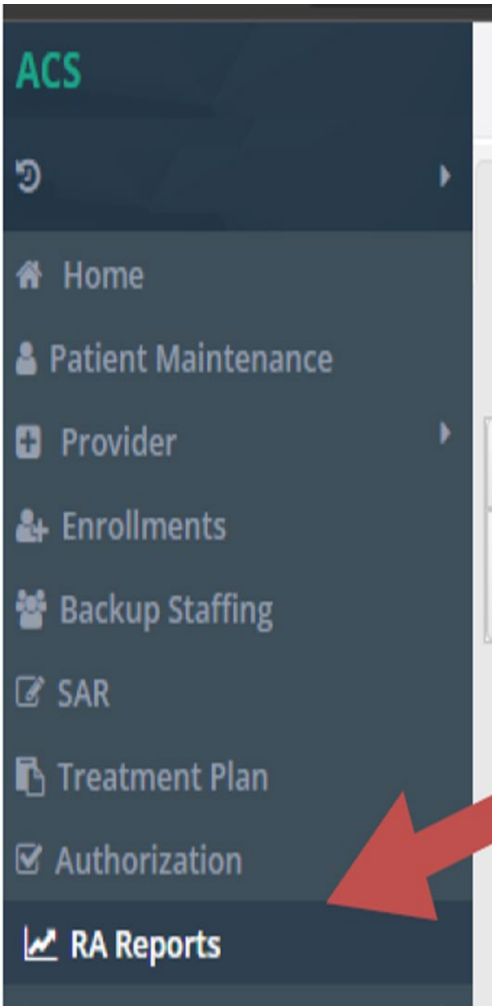 ACS
Home
Patient Maintenance
Provider
Enrollments
Backup Staffing
SAR
Treatment Plan
Authorization
RA Reports